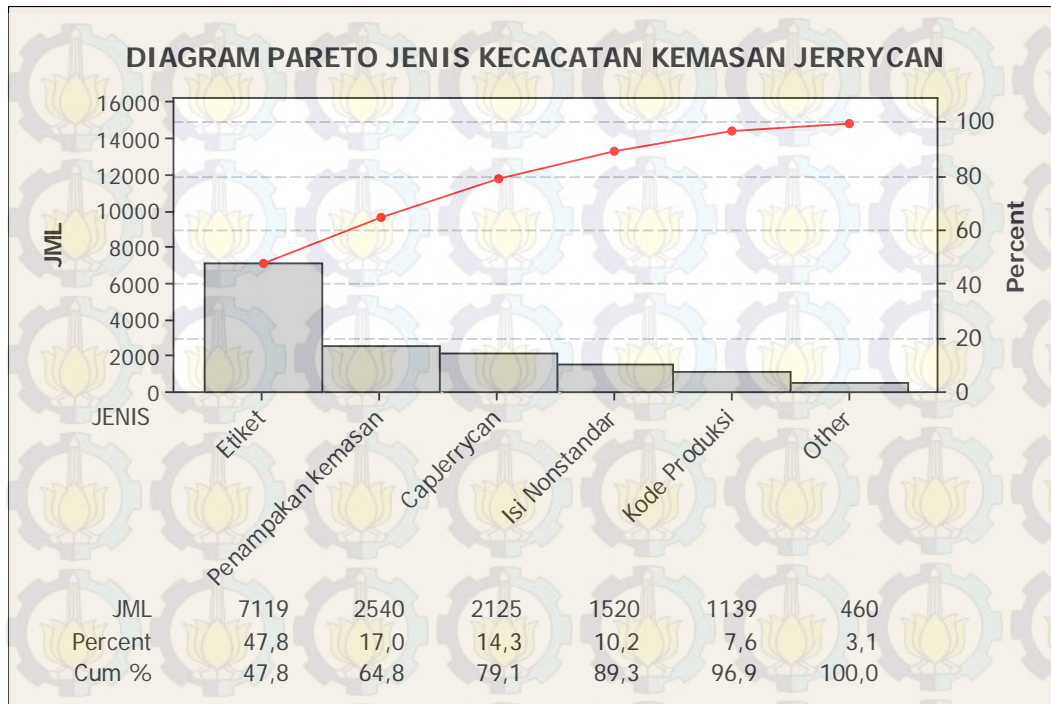 DIAGRAM PARETO JENIS KECACATAN KEMASAN JERRYCAN
16000
14000
12000
10000
8000
6000
4000
2000
0
JML
100
80
60
40
20
0
Percent
JENIS
Etiket
Penampakan kemasan
CapJerrycan
Isi Nonstandar
Kode Produksi
Other
JML 7119 2540 2125 1520 1139 460
Percent 47,8 17,0 14,3 10,2 7,6 3,1
Cum % 47,8 64,8 79,1 89,3 96,9 100,0